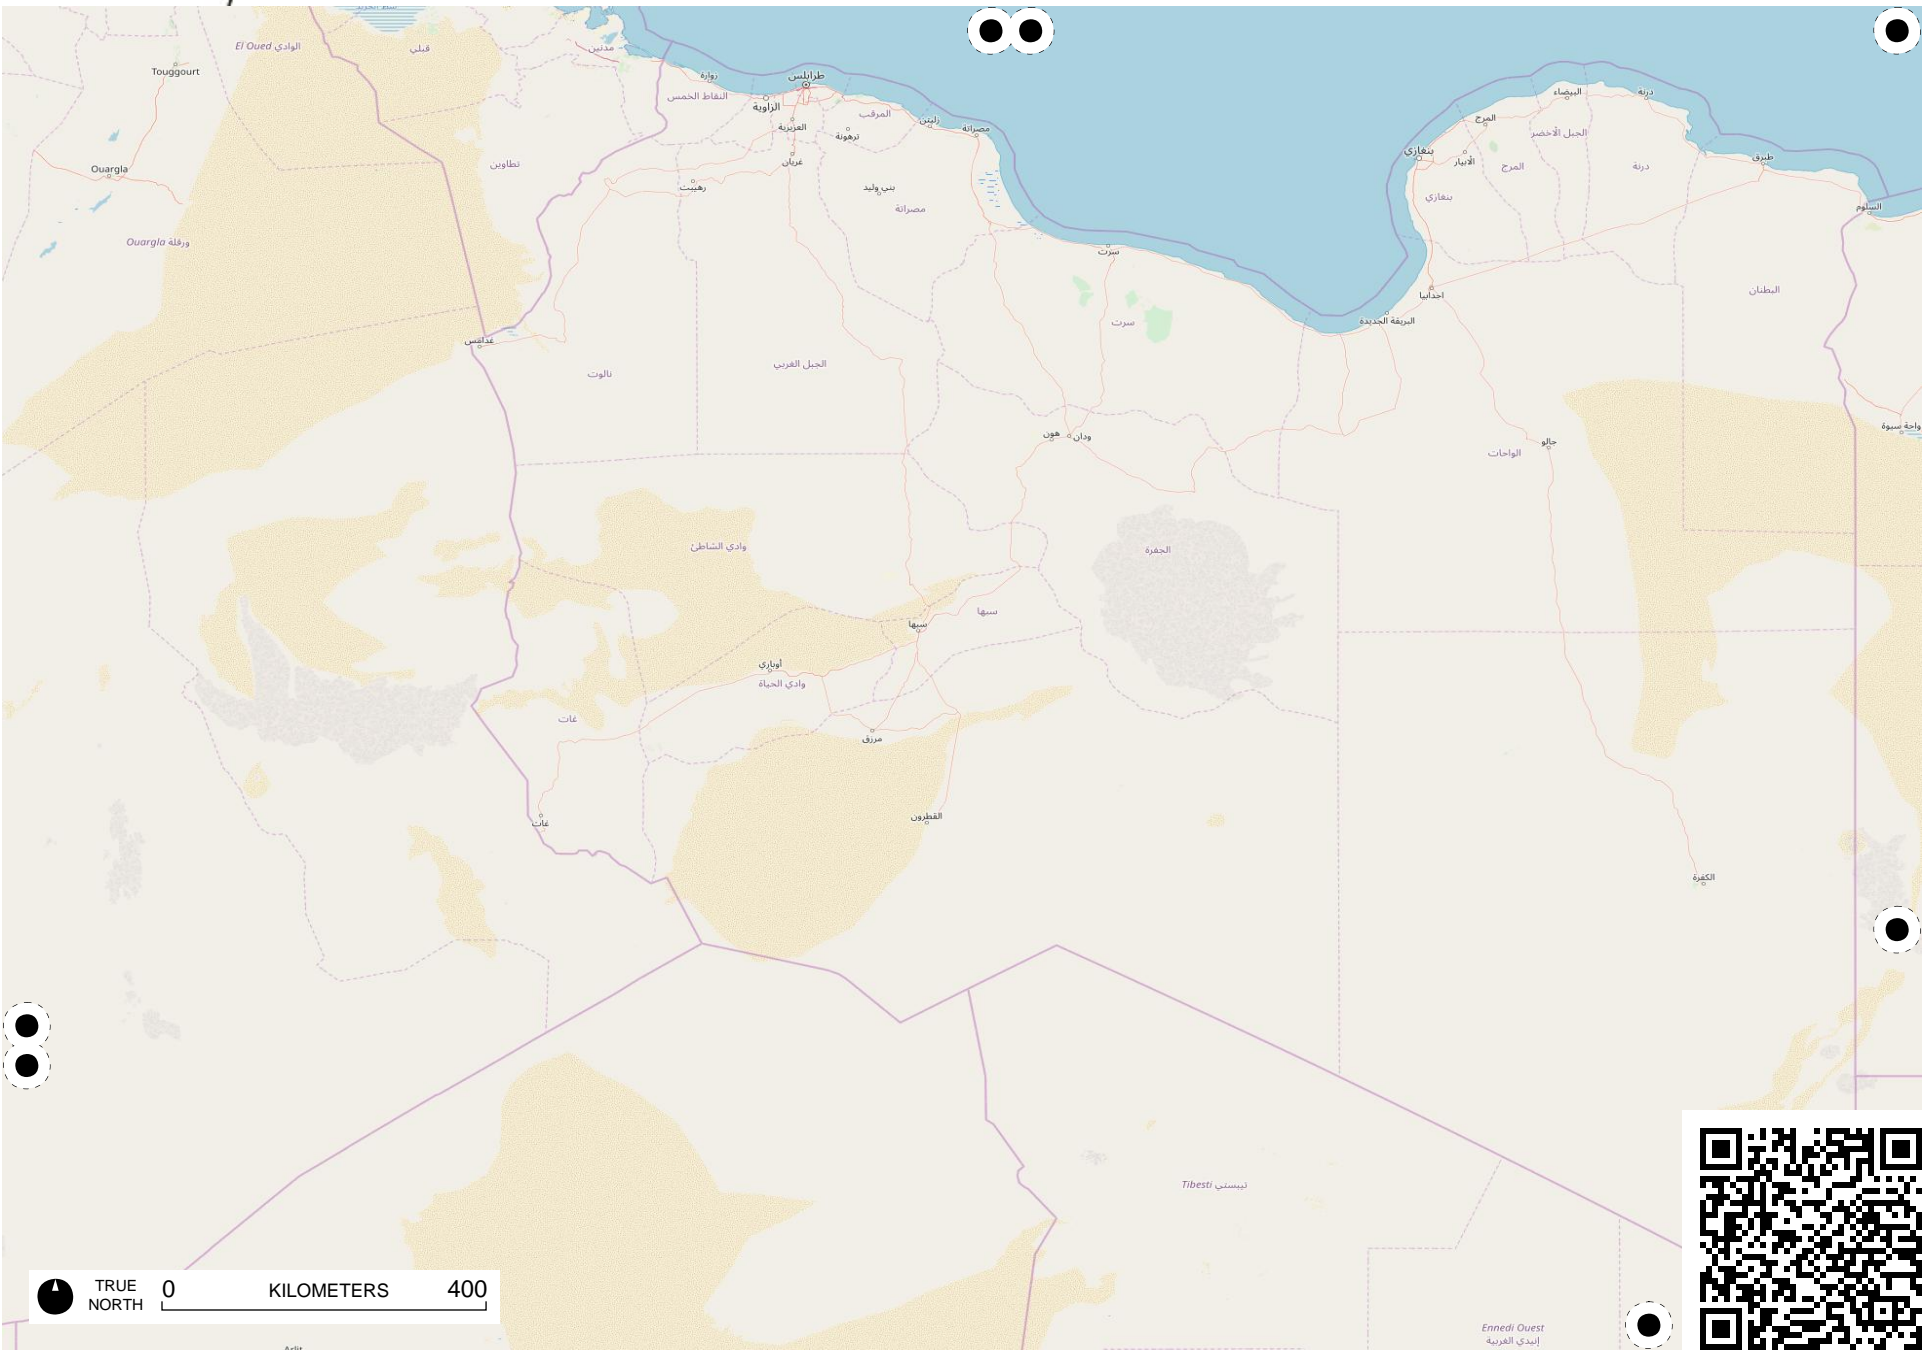 شط الجريد
El Oued الوادي
قبلي
مدنين
Touggourt
زوارة
طرابلس
النقاط الخمس
الزاوية
المرقب
زليتن
مصراتة
العزيزية
ترهونة
غريان
تطاوين
Ouargla
رهيبت
بني وليد
مصراتة
Ouargla ورقلة
البيضاء
درنة
المرج
الجبل الأخضر
بنغازي
الأبيار
المرج
درنة
طبرق
بنغازي
السلوم
سرت
اجدابيا
البطنان
البريقة الجديدة
سرت
غدامس
نالوت
الجبل الغربي
هون
ودان
جالو
الواحات
واحة سيوة
وادي الشاطئ
الجفرة
سبها
سبها
أوباري
وادي الحياة
غات
مرزق
غات
القطرون
الكفرة
Tibesti تيبستي
TRUE NORTH
0 KILOMETERS 400
Ennedi Ouest
إنيدي الغربية
Arlit